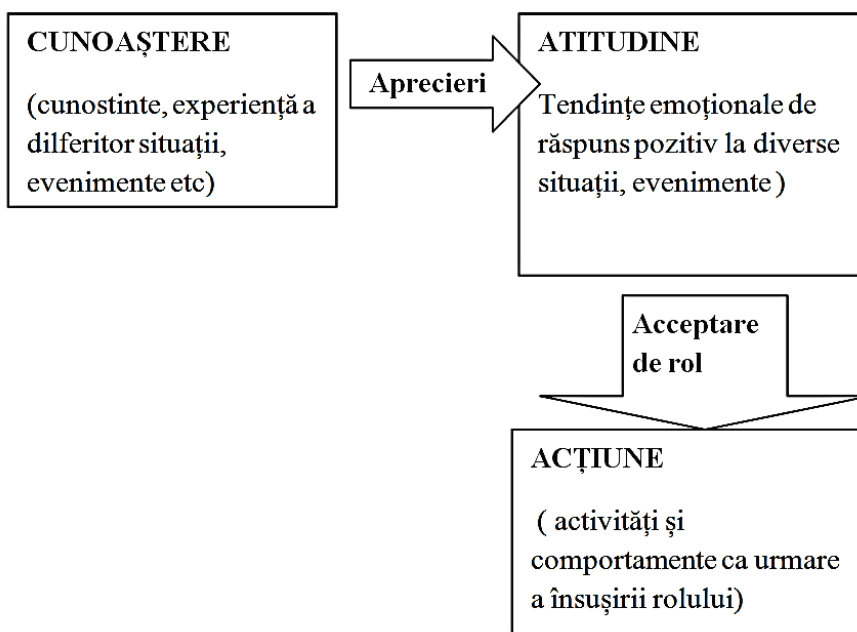 CUNOAȘTERE
(cunostinte, experiență a
dilferitor situații,
evenimente etc)
Aprecieri
ATITUDINE
Tendințe emoționale de
răspuns pozitiv la diverse
situații, evenimente )
Acceptare
de rol
ACȚIUNE
( activități și
comportamente ca urmare
a însușirii rolului)